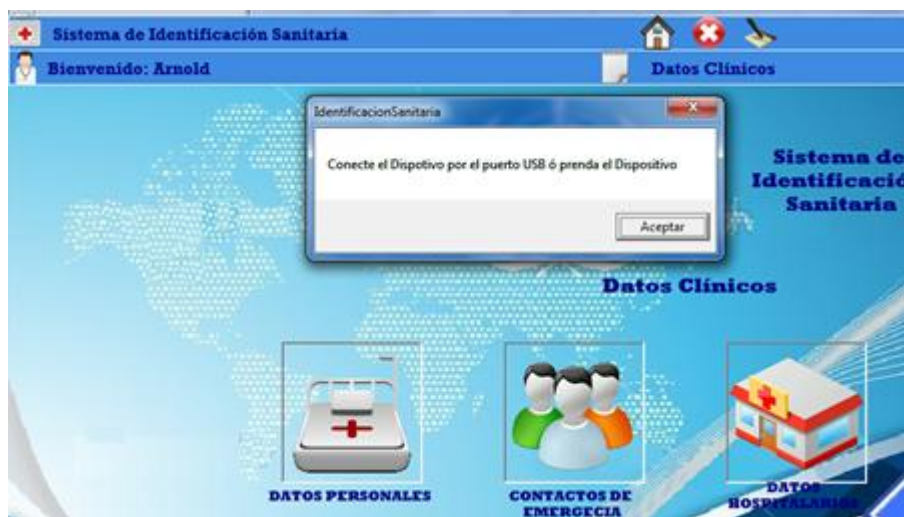 Sistema de Identificación Sanitaria
Bienvenido: Arnold
Datos Clínicos
IdentificacionSanitaria
Conecte el Dispotivo por el puerto USB ó prenda el Dispositivo
Aceptar
Sistema de
Identificació
Sanitaria
Datos Clínicos
DATOS PERSONALES
CONTACTOS DE
EMERGECIA
DATOS
HOSPITALARIOS